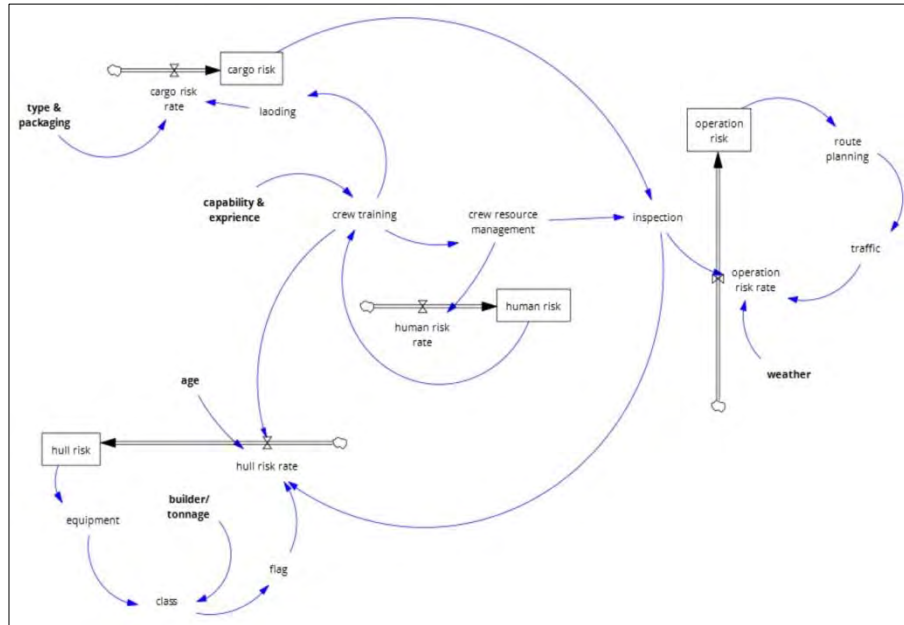 cargo risk
cargo risk
rate
laoding
type &
packaging
operation
risk
route
planning
capability &
exprience
crew training
crew resource
management
inspection
traffic
operation
risk rate
human risk
human risk
rate
weather
age
hull risk
hull risk rate
builder/
tonnage
equipment
flag
class